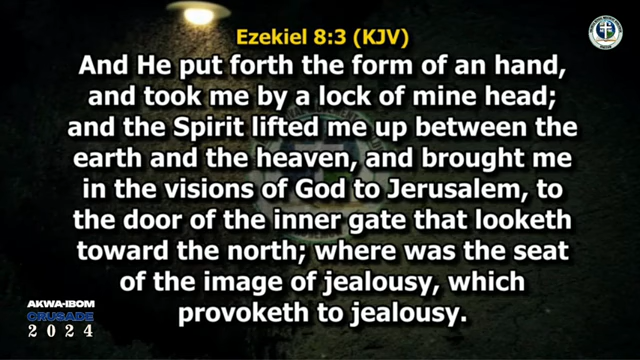 Ezekiel 8:3 (KJV)
And He put forth the form of an hand,
and took me by a lock of mine head;
and the Spirit lifted me up between the
earth and the heaven, and brought me
in the visions of God to Jerusalem, to
the door of the inner gate that looketh
toward the north; where was the seat
of the image of jealousy, which
provoketh to jealousy.
AKWA-IBOM
CRUSADE
2024